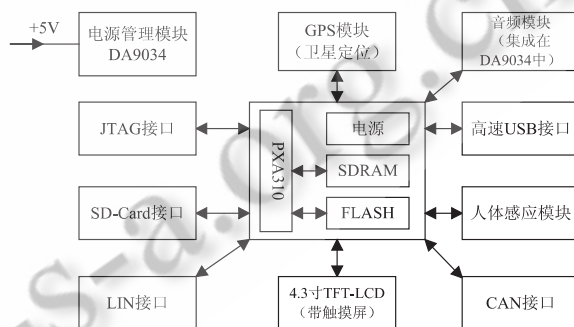 +5V
电源管理模块
DA9034
GPS模块
（卫星定位）
音频模块
（集成在
DA9034中）
JTAG接口
PXA310
电源
高速USB接口
SDRAM
SD-Card接口
FLASH
人体感应模块
LIN接口
4.3寸TFT-LCD
（带触摸屏）
CAN接口